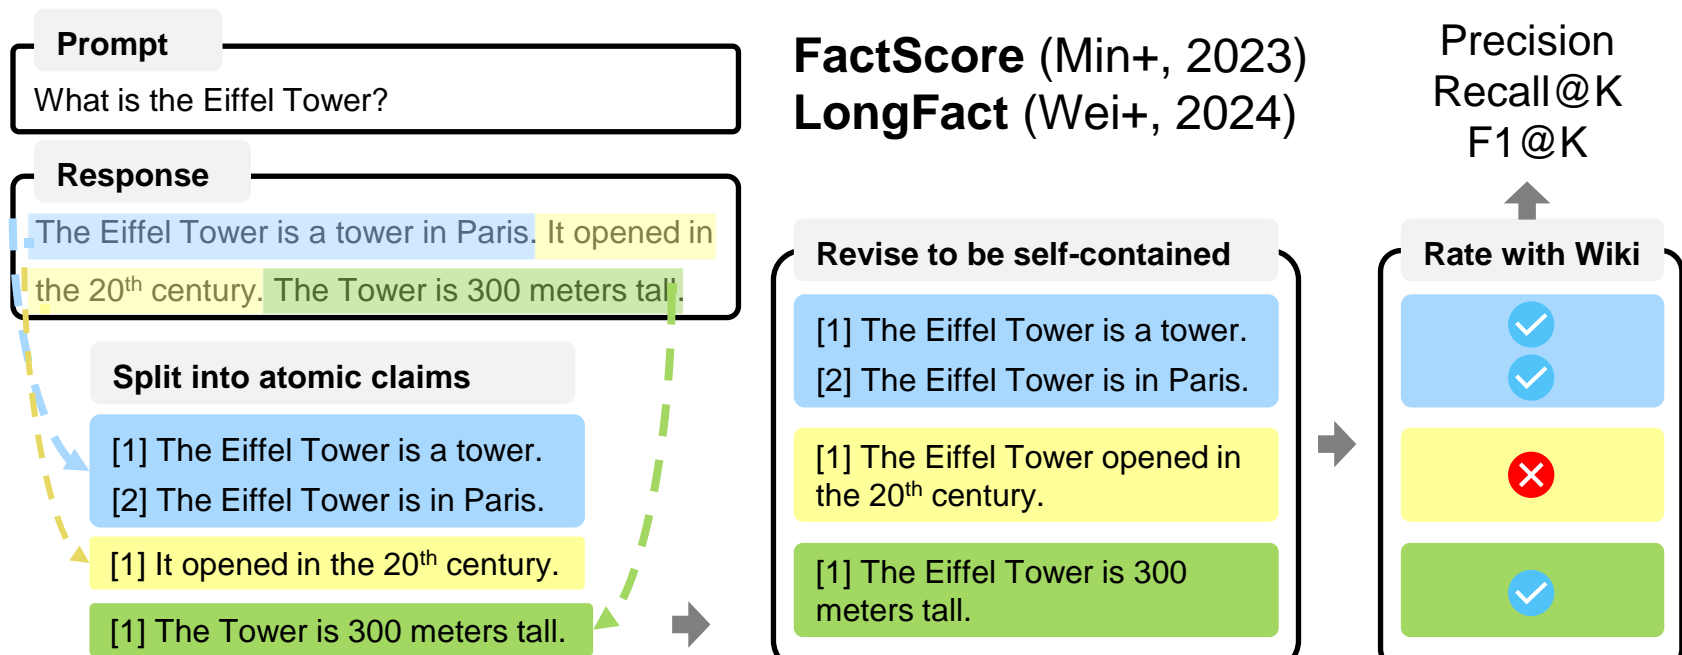 Prompt
What is the Eiffel Tower?
Response
The Eiffel Tower is a tower in Paris. It opened in
the 20th century. The Tower is 300 meters tall.
Split into atomic claims
[1] The Eiffel Tower is a tower.
[2] The Eiffel Tower is in Paris.
[1] It opened in the 20th century.
[1] The Tower is 300 meters tall.
FactScore (Min+, 2023)
LongFact (Wei+, 2024)
Revise to be self-contained
[1] The Eiffel Tower is a tower.
[2] The Eiffel Tower is in Paris.
[1] The Eiffel Tower opened in
the 20th century.
[1] The Eiffel Tower is 300
meters tall.
Precision
Recall@K
F1@K
Rate with Wiki